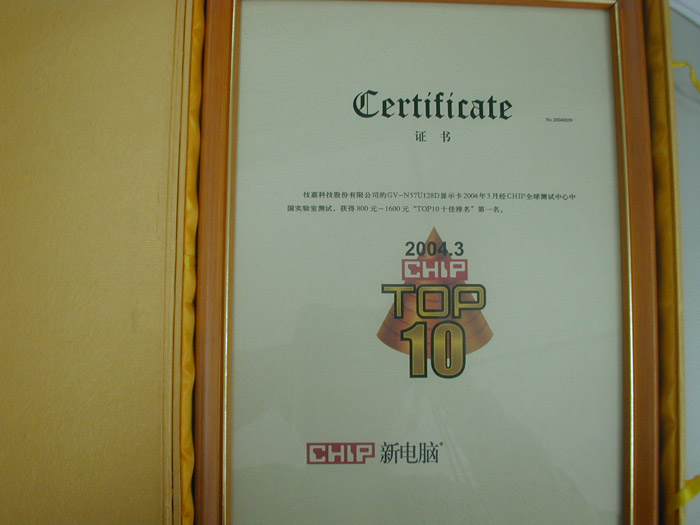 Certificate
证书
技嘉科技股份有限公司的GV-N57U128D显示卡2004年3月经CHIP全球测试中心中
国实验室测试，获得800元~1600元“TOP10十佳排名”第一名。
2004.3
CHIP
TOP
10
CHIP 新电脑